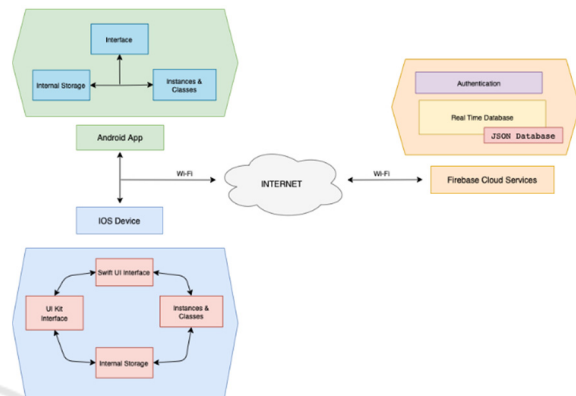 Interface
Internal Storage
Instances &
Classes
Android App
Authentication
Real Time Database
JSON Database
Wi-Fi
INTERNET
Wi-Fi
Firebase Cloud Services
IOS Device
Swift UI Interface
UI Kit
Interface
Instances &
Classes
Internal Storage